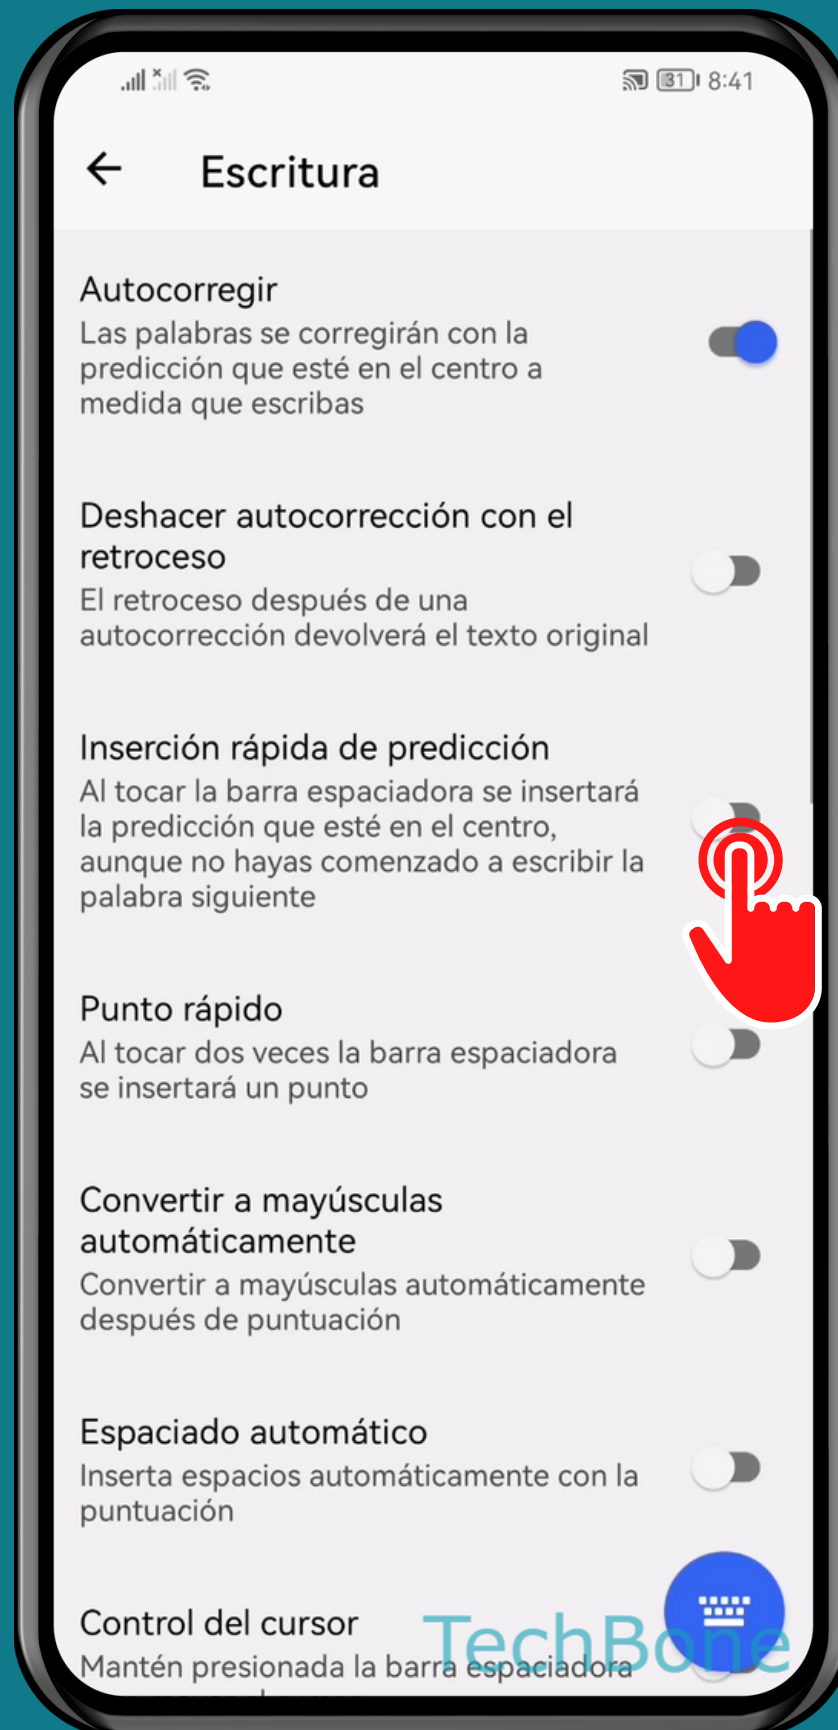 31 8:41
Escritura
Autocorregir
Las palabras se corregirán con la
predicción que esté en el centro a
medida que escribas
Deshacer autocorrección con el
retroceso
El retroceso después de una
autocorrección devolverá el texto original
Inserción rápida de predicción
Al tocar la barra espaciadora se insertará
la predicción que esté en el centro,
aunque no hayas comenzado a escribir la
palabra siguiente
Punto rápido
Al tocar dos veces la barra espaciadora
se insertará un punto
Convertir a mayúsculas
automáticamente
Convertir a mayúsculas automáticamente
después de puntuación
Espaciado automático
Inserta espacios automáticamente con la
puntuación
Control del cursor
Mantén presionada la barra espaciadora
TechBone